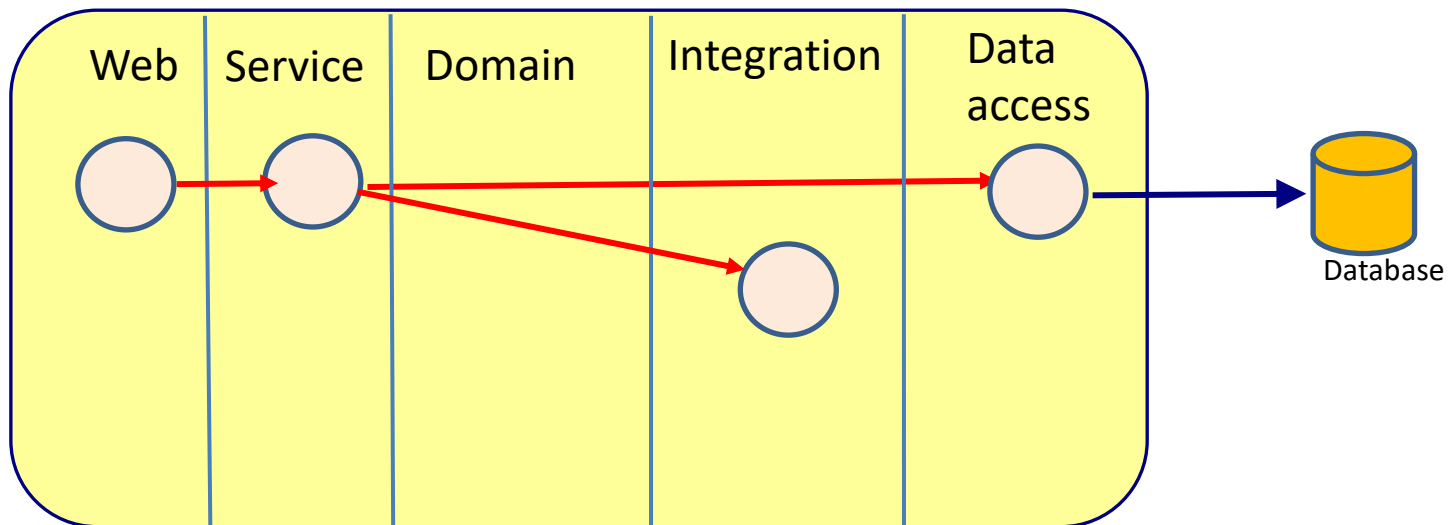 Web
Service
Domain
Integration
Data
access
Database